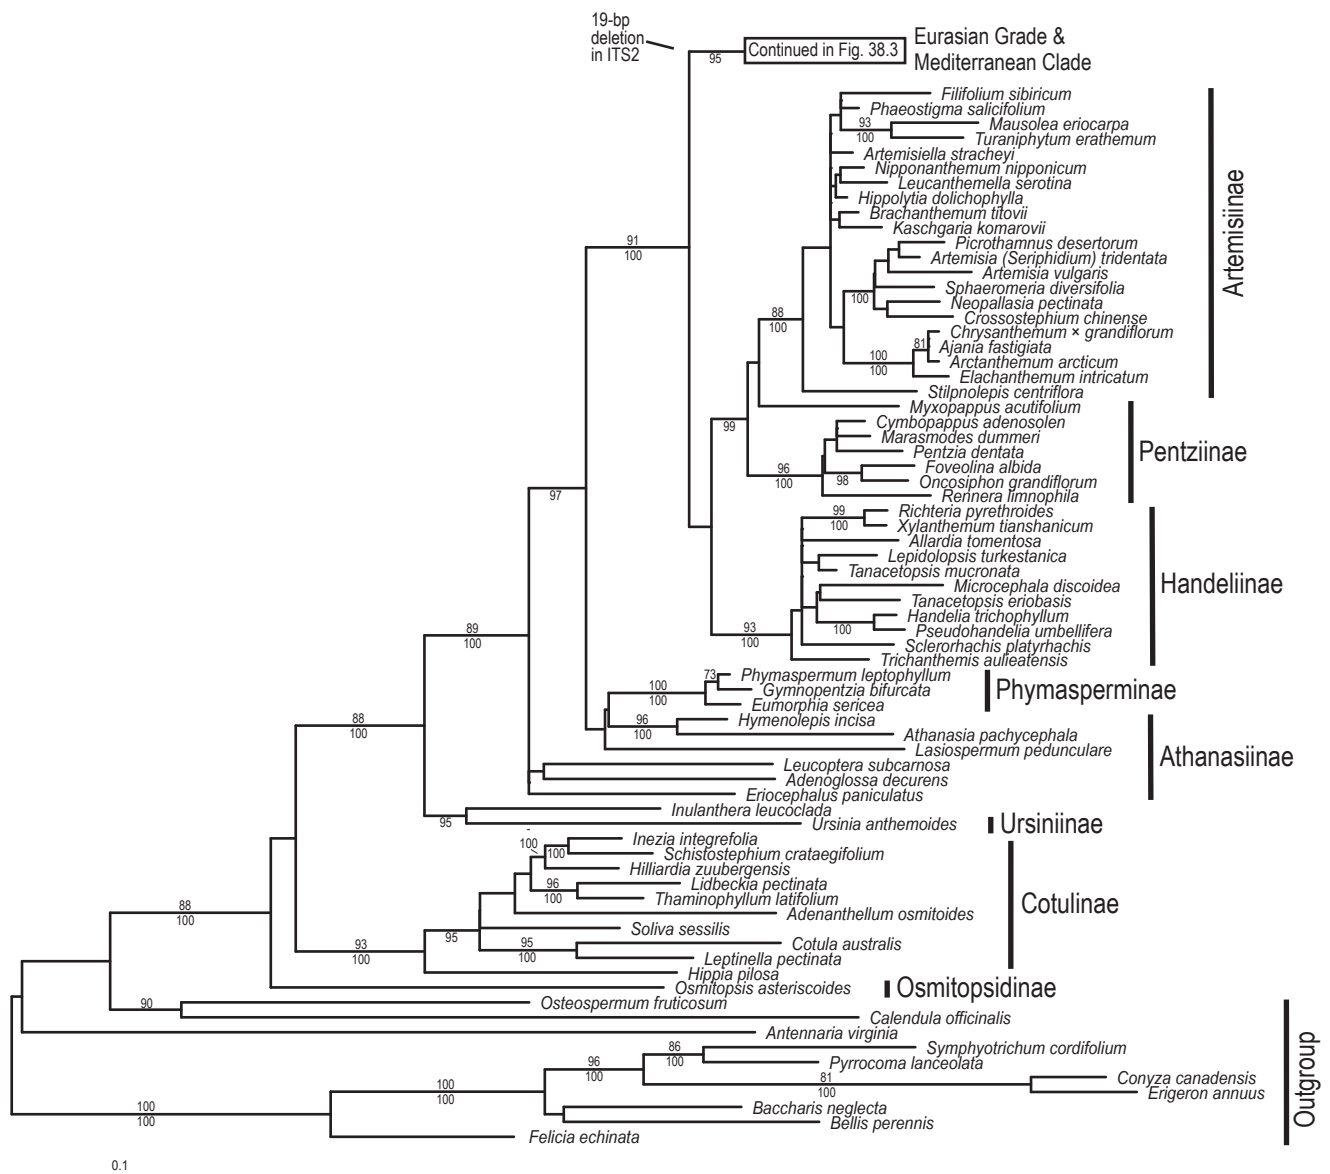 19-bp
deletion
in ITS2
95
Continued in Fig. 38.3
Eurasian Grade &
Mediterranean Clade
Filifolium sibiricum
Phaeostigma salicifolium
93
100
Mausolea eriocarpa
Turaniphytum erathemum
Artemisiella stracheyi
Nipponanthemum nipponicum
Leucanthemella serotina
Hippolytia dolichophylla
Brachanthemum titovii
Kaschgaria komarovii
Picrothamnus desertorum
Artemisia (Seriphidium) tridentata
Artemisia vulgaris
100
Sphaeromeria diversifolia
Neopallasia pectinata
Crossostephium chinense
Chrysanthemum × grandiflorum
81
Ajania fastigiata
100
100
Arctanthemum arcticum
Elachanthemum intricatum
88
100
Stilpnolepis centriflora
Artemisiinae
91
100
Myxopappus acutifolium
99
Cymbopappus adenosolen
Marasmodes dummeri
Pentzia dentata
96
100
98
Foveolina albida
Oncosiphon grandiflorum
Rennera limnophila
Pentziinae
97
99
100
Richteria pyrethroides
Xylanthemum tianshanicum
Allardia tomentosa
Lepidolopsis turkestanica
Tanacetopsis mucronata
Microcephala discoidea
Tanacetopsis eriobasis
Handelia trichophyllum
100
Pseudohandelia umbellifera
93
100
Sclerorhachis platyrhachis
Trichanthemis aulieatensis
Handeliinae
89
100
73
Phymaspermum leptophyllum
Gymnopentzia bifurcata
100
100
Eumorphia sericea
Phymasperminae
96
100
Hymenolepis incisa
Athanasia pachycephala
Lasiospermum pedunculare
Leucoptera subcarnosa
Adenoglossa decurens
Eriocephalus paniculatus
Athanasiinae
88
100
95
Inulanthera leucoclada
Ursinia anthemoides
Ursiniinae
-
100
100
Inezia integrefolia
Schistostephium crataegifolium
Hilliardia zuubergensis
96
100
Lidbeckia pectinata
Thaminophyllum latifolium
Adenanthellum osmitoides
95
Soliva sessilis
95
100
Cotula australis
Leptinella pectinata
93
100
Hippia pilosa
Cotulinae
88
100
Osmitopsis asteriscoides
Osmitopsidinae
90
Osteospermum fruticosum
Calendula officinalis
Antennaria virginia
86
100
Symphyotrichum cordifolium
Pyrrocoma lanceolata
96
100
81
100
Conyza canadensis
Erigeron annuus
100
100
Baccharis neglecta
Bellis perennis
100
100
Felicia echinata
Outgroup
0.1